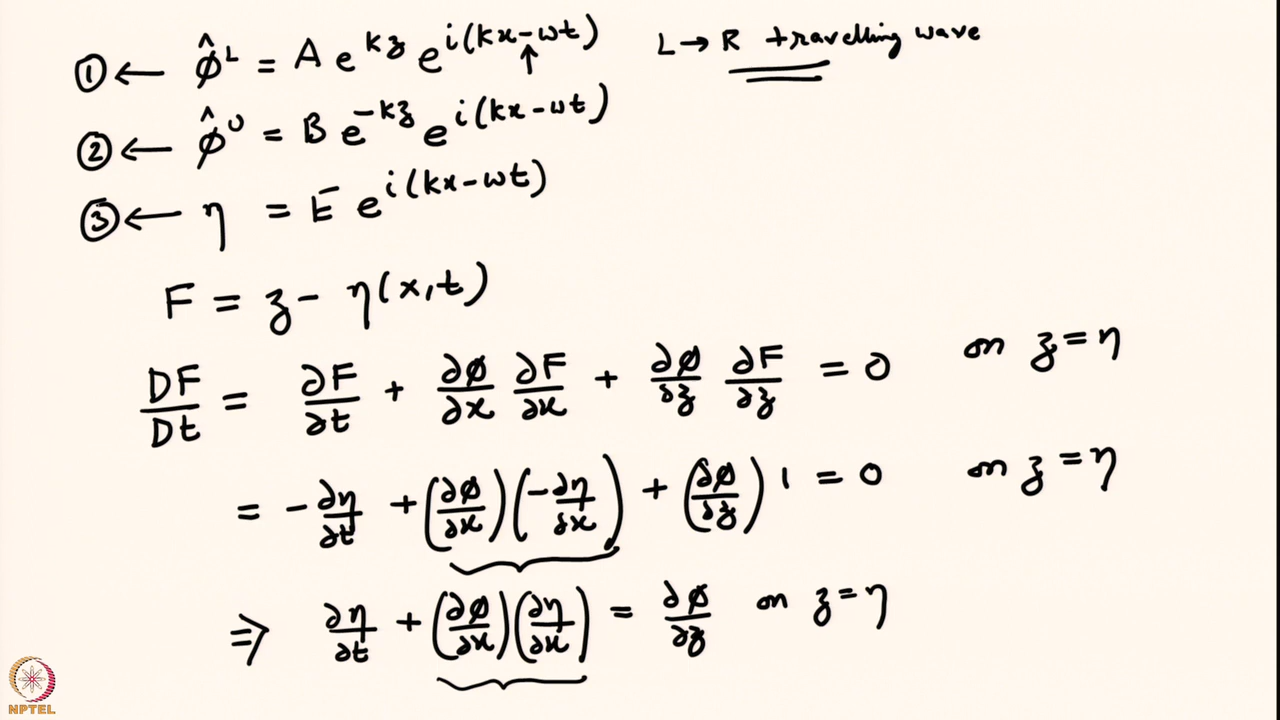 ① ← φ̂ᴸ = A e^{kz} e^{i(kx-ωt)} L → R travelling wave
② ← φ̂ᵁ = B e^{-kz} e^{i(kx-ωt)}
③ ← η = E e^{i(kx-ωt)}
F = z - η(x,t)
DF/Dt = ∂F/∂t + ∂φ/∂x ∂F/∂x + ∂φ/∂z ∂F/∂z = 0 on z = η
= -∂η/∂t + (∂φ/∂x)(-∂η/∂x) + (∂φ/∂z) 1 = 0 on z = η
⇒ ∂η/∂t + (∂φ/∂x)(∂η/∂x) = ∂φ/∂z on z = η
NPTEL